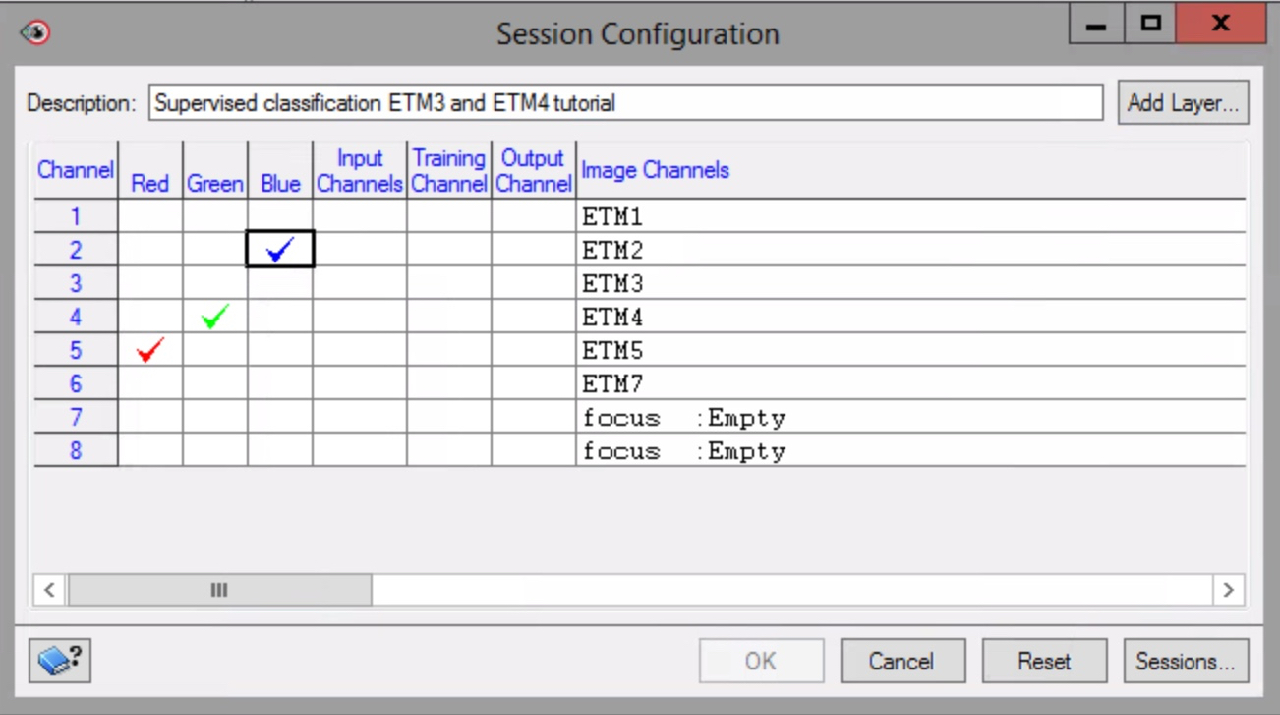 Session Configuration
Description: Supervised classification ETM3 and ETM4 tutorial Add Layer...
Channel Red Green Blue Input Channels Training Channel Output Channel Image Channels
1 ETM1
2 ETM2
3 ETM3
4 ETM4
5 ETM5
6 ETM7
7 focus :Empty
8 focus :Empty
? OK Cancel Reset Sessions...